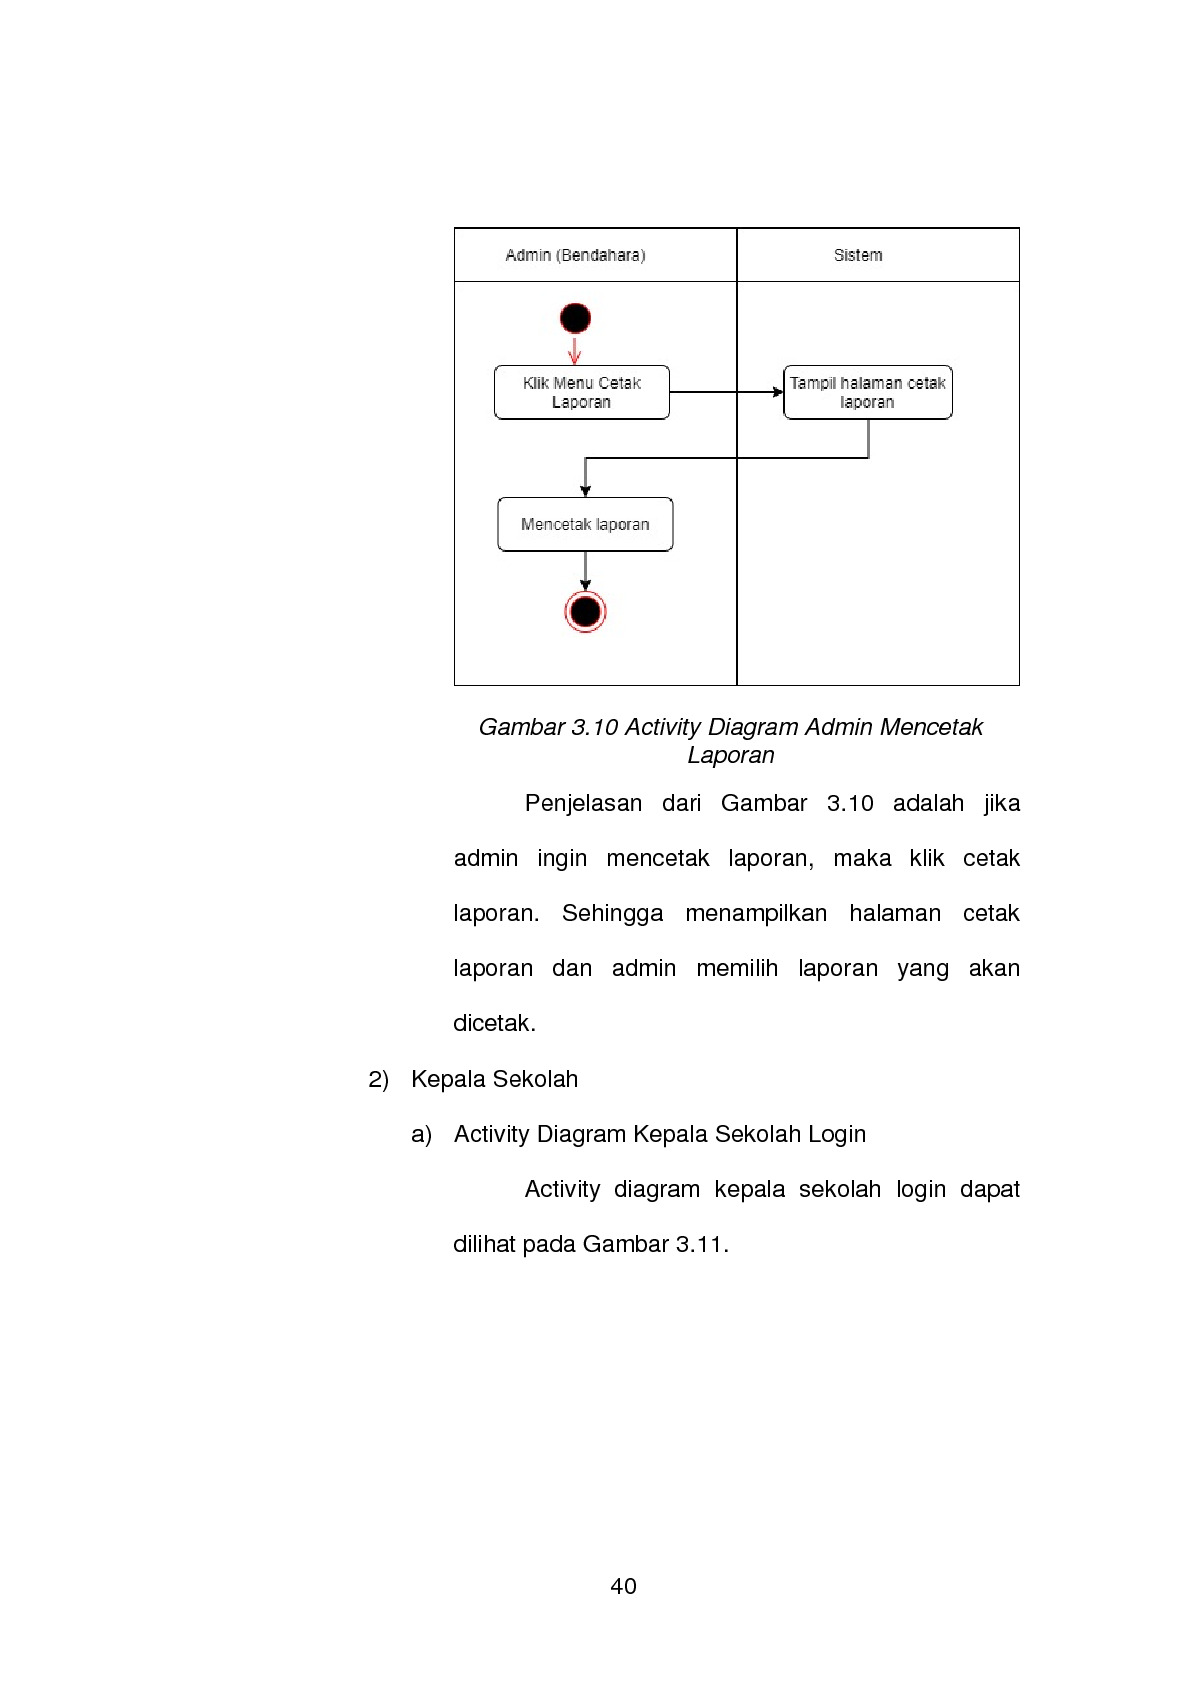 Admin (Bendahara)
Sistem
Klik Menu Cetak
Laporan
Tampil halaman cetak
laporan
Mencetak laporan
Gambar 3.10 Activity Diagram Admin Mencetak
Laporan
Penjelasan dari Gambar 3.10 adalah jika
admin ingin mencetak laporan, maka klik cetak
laporan. Sehingga menampilkan halaman cetak
laporan dan admin memilih laporan yang akan
dicetak.
2) Kepala Sekolah
a) Activity Diagram Kepala Sekolah Login
Activity diagram kepala sekolah login dapat
dilihat pada Gambar 3.11.
40